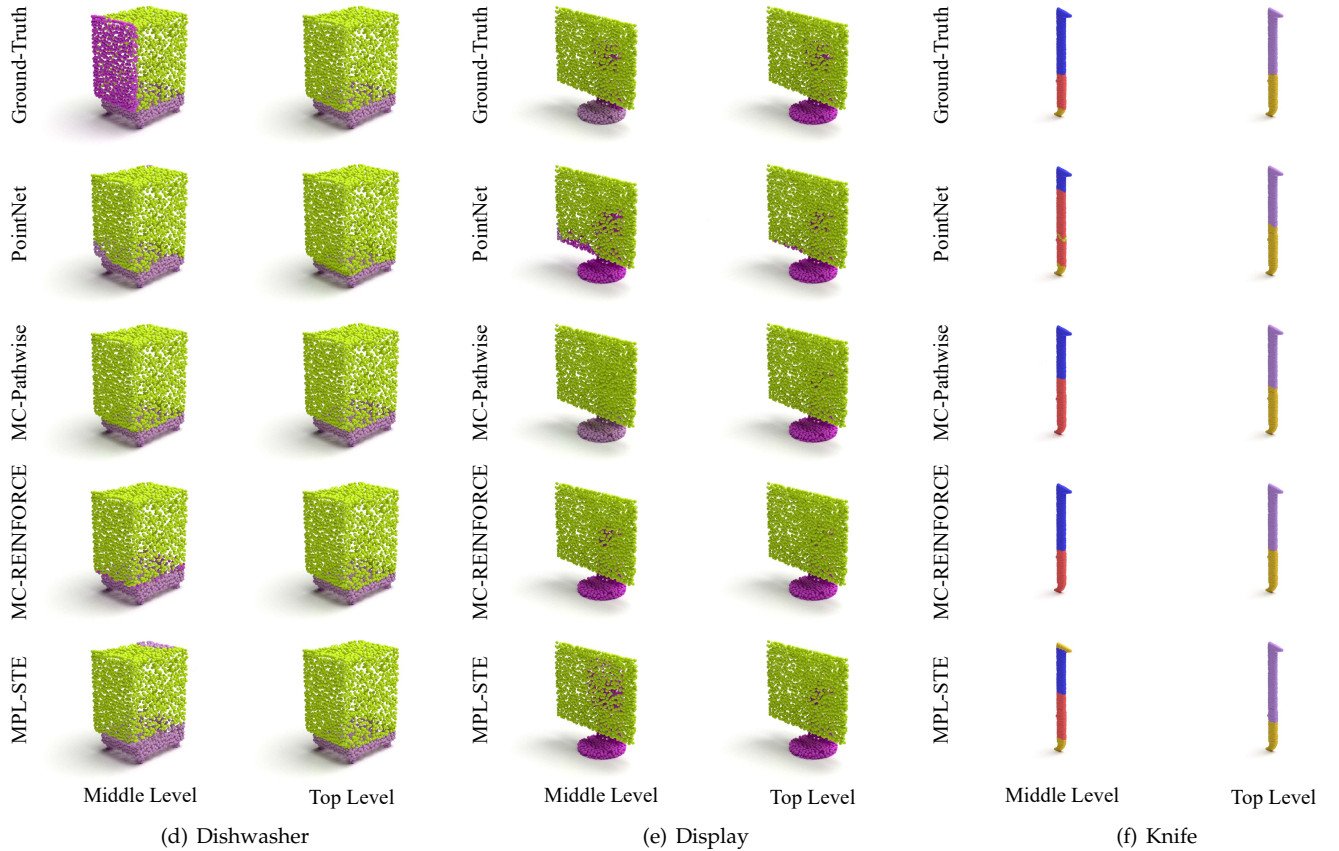 Ground-Truth Ground-Truth Ground-Truth
PointNet PointNet PointNet
MC-Pathwise MC-Pathwise MC-Pathwise
MC-REINFORCE MC-REINFORCE MC-REINFORCE
MPL-STE MPL-STE MPL-STE
Middle Level Top Level Middle Level Top Level Middle Level Top Level
(d) Dishwasher (e) Display (f) Knife